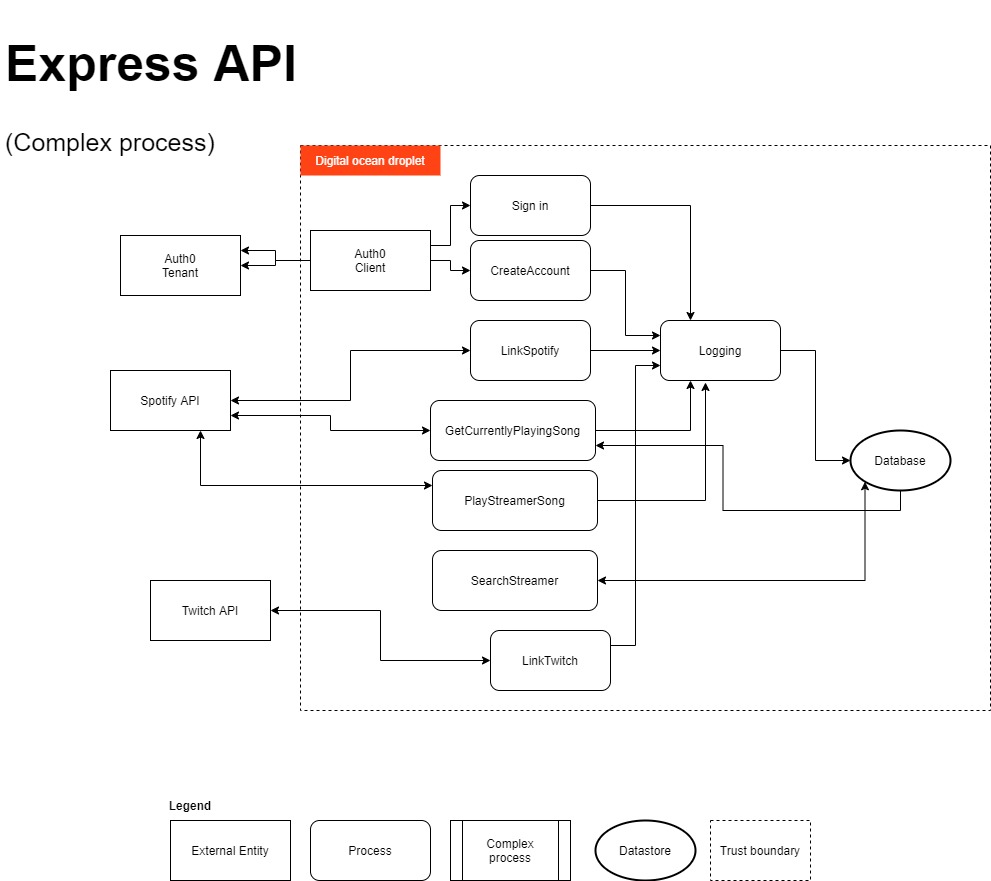 Express API
(Complex process)
Digital ocean droplet
Sign in
Auth0
Tenant
Auth0
Client
CreateAccount
LinkSpotify
Logging
Spotify API
GetCurrentlyPlayingSong
Database
PlayStreamerSong
SearchStreamer
Twitch API
LinkTwitch
Legend
External Entity
Process
Complex
process
Datastore
Trust boundary